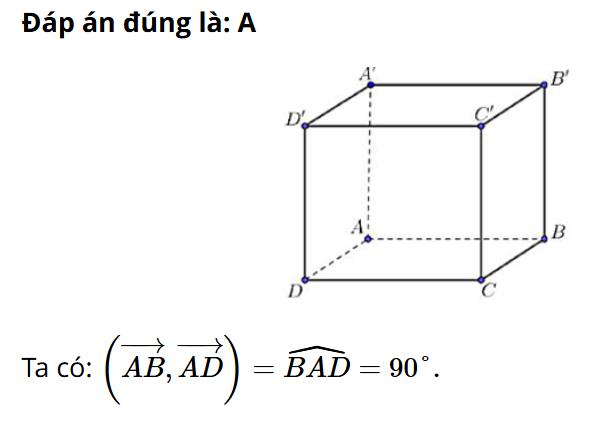 Đáp án đúng là: A
A'
B'
D'
C'
A
B
D
C
Ta có: $\left(\overrightarrow{AB}, \overrightarrow{AD}\right) = \widehat{BAD} = 90^\circ.$